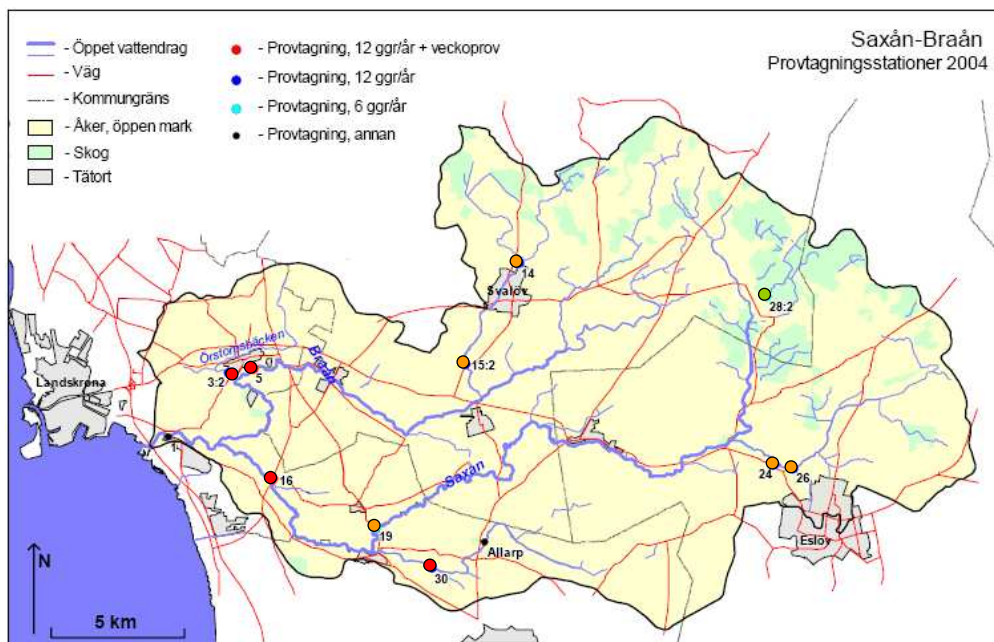 Saxån-Braån
Provtagningsstationer 2004
- Öppet vattendrag
- Väg
- Kommungräns
- Åker, öppen mark
- Skog
- Tätort
- Provtagning, 12 ggr/år + veckoprov
- Provtagning, 12 ggr/år
- Provtagning, 6 ggr/år
- Provtagning, annan
14
Svalöv
28:2
Örstorpsbäcken
Braån
15:2
3:2
5
Landskrona
1
16
Saxån
24
26
19
Eslöv
Allarp
30
N
5 km